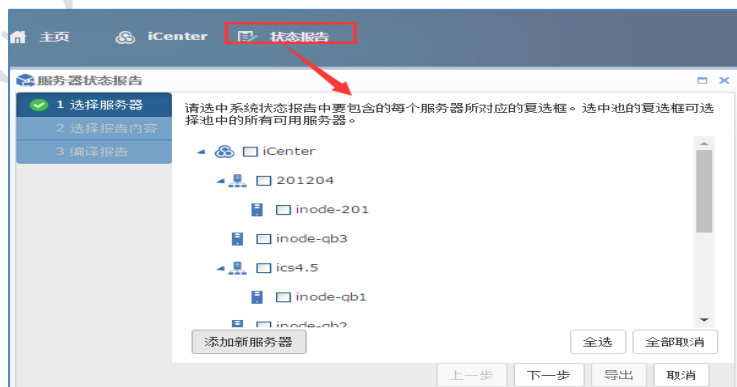 主页 iCenter 状态报告
服务器状态报告
1 选择服务器
2 选择报告内容
3 编译报告
请选中系统状态报告中要包含的每个服务器所对应的复选框。选中池的复选框可选
择池中的所有可用服务器。
iCenter
201204
inode-201
inode-qb3
ics4.5
inode-qb1
inode-qb2
添加新服务器 全选 全部取消
上一步 下一步 导出 取消